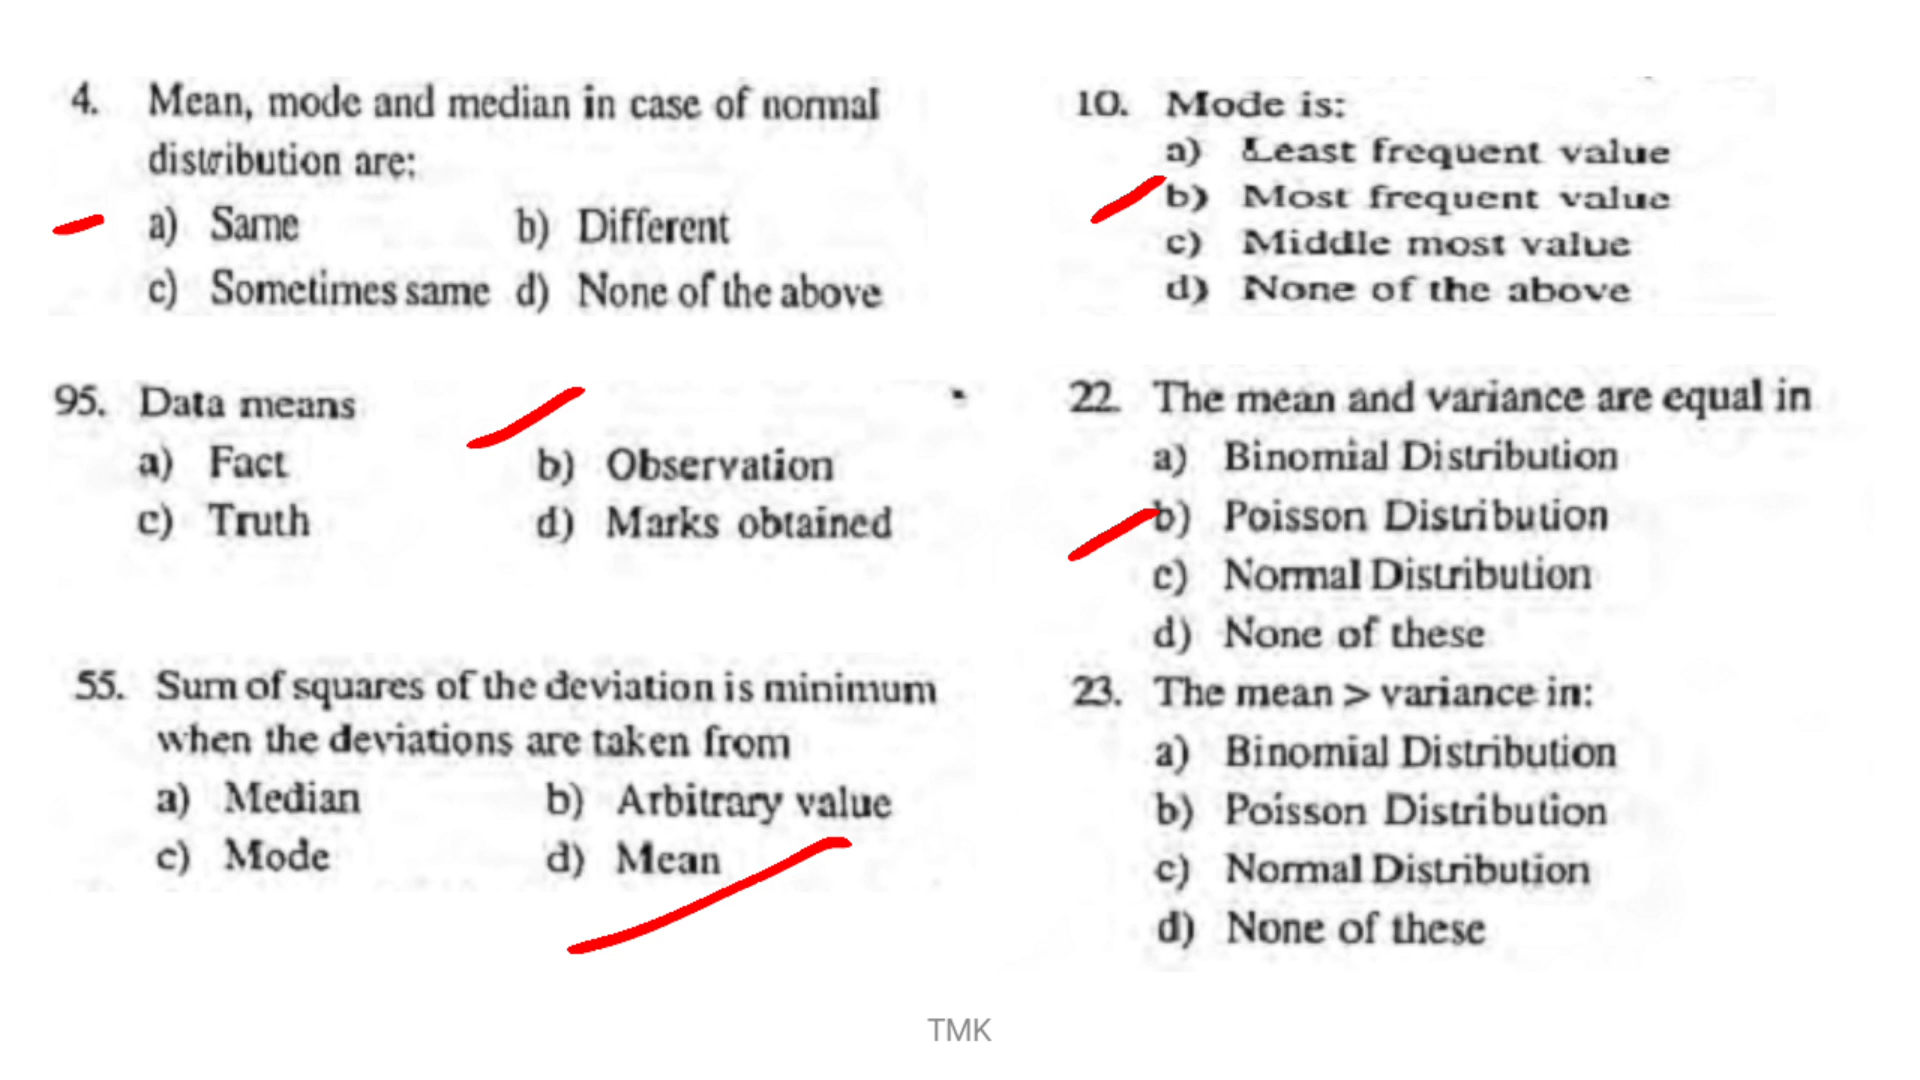 4. Mean, mode and median in case of normal
distribution are:
a) Same b) Different
c) Sometimes same d) None of the above
95. Data means
a) Fact b) Observation
c) Truth d) Marks obtained
55. Sum of squares of the deviation is minimum
when the deviations are taken from
a) Median b) Arbitrary value
c) Mode d) Mean
10. Mode is:
a) Least frequent value
b) Most frequent value
c) Middle most value
d) None of the above
22. The mean and variance are equal in
a) Binomial Distribution
b) Poisson Distribution
c) Normal Distribution
d) None of these
23. The mean > variance in:
a) Binomial Distribution
b) Poisson Distribution
c) Normal Distribution
d) None of these
TMK